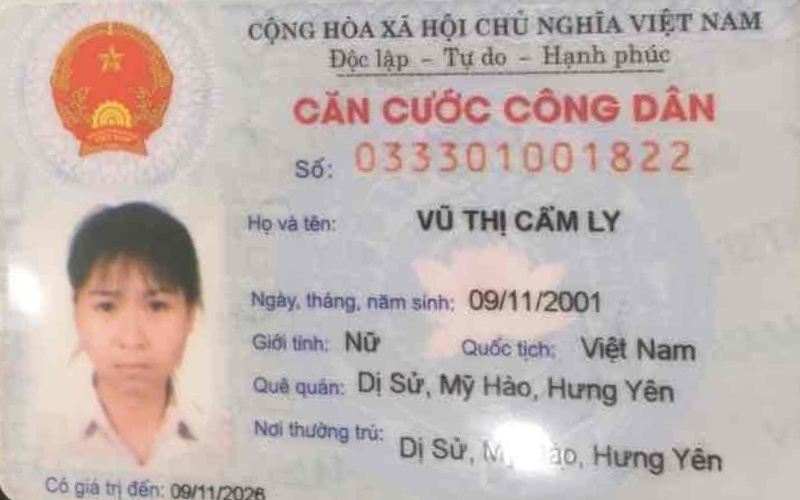 CỘNG HÒA XÃ HỘI CHỦ NGHĨA VIỆT NAM
Độc lập – Tự do – Hạnh phúc
CĂN CƯỚC CÔNG DÂN
Số: 033301001822
Họ và tên: VŨ THỊ CẨM LY
Ngày, tháng, năm sinh: 09/11/2001
Giới tính: Nữ Quốc tịch: Việt Nam
Quê quán: Dị Sử, Mỹ Hào, Hưng Yên
Nơi thường trú:
Dị Sử, Mỹ Hào, Hưng Yên
Có giá trị đến: 09/11/2026